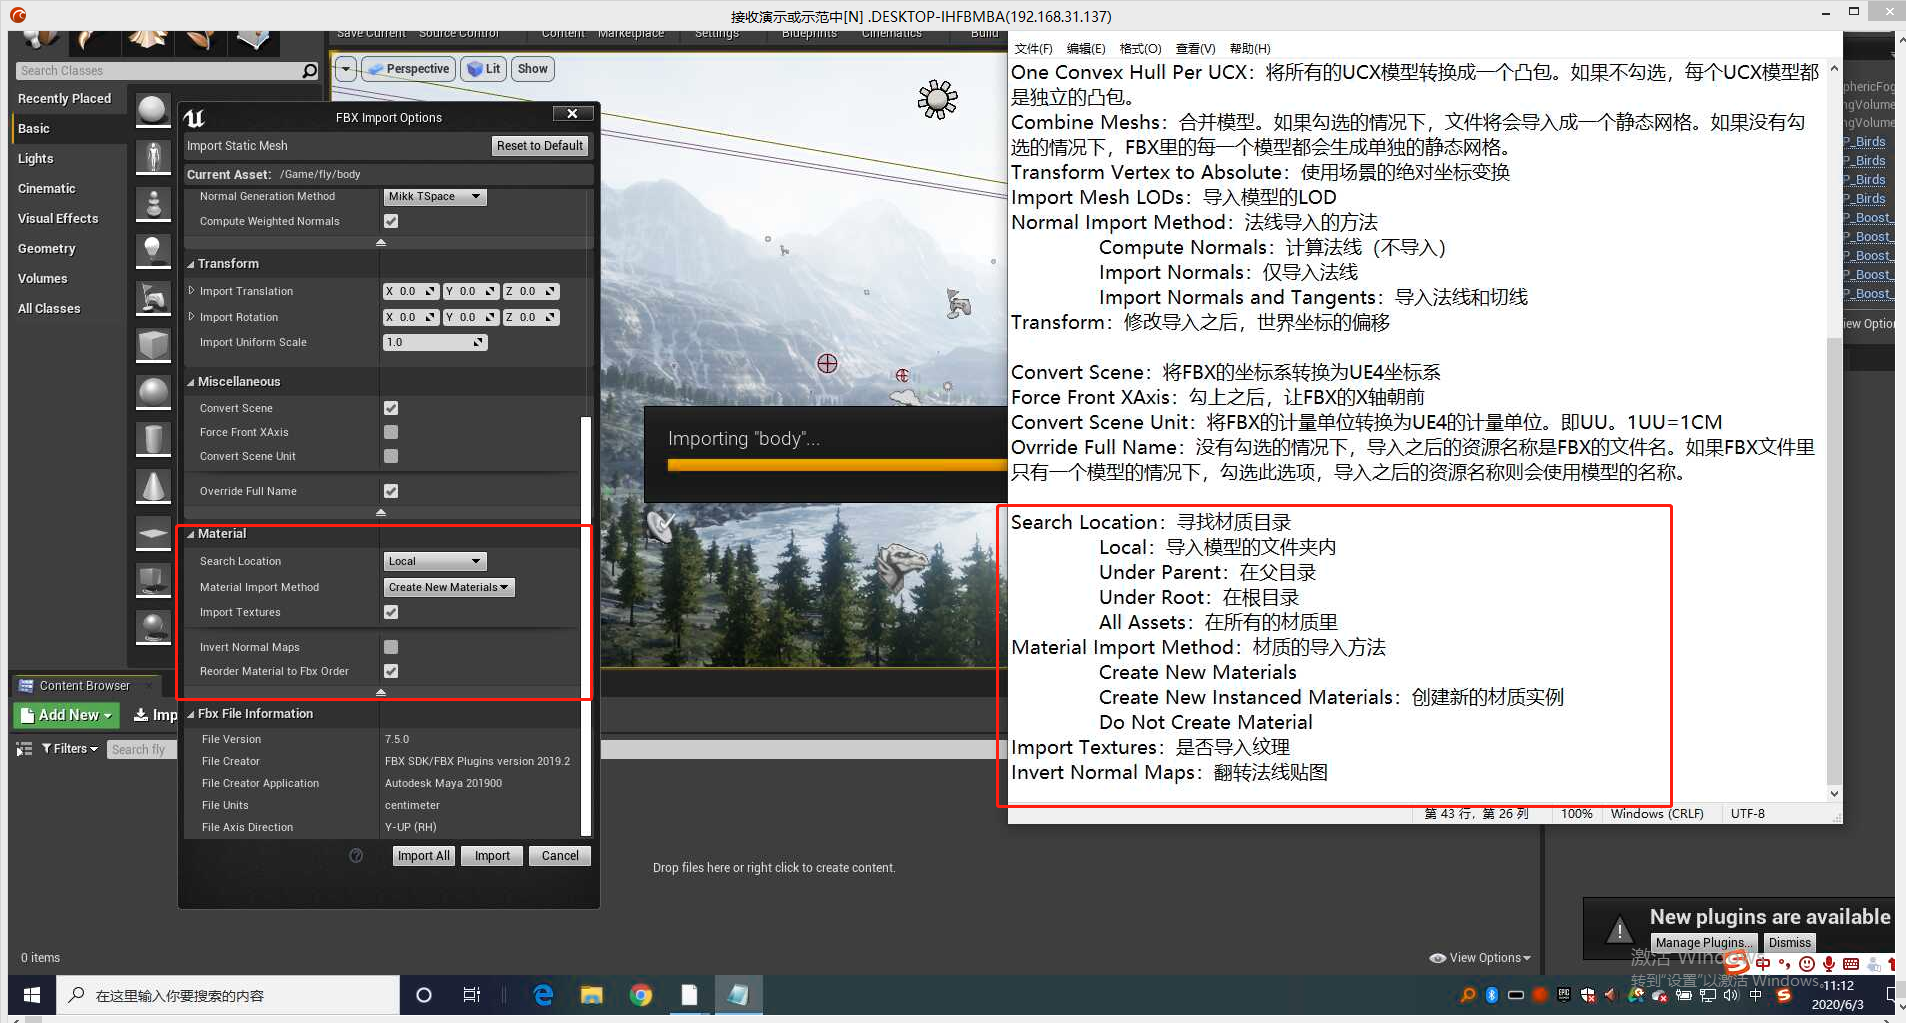 接收演示或示范中[N] .DESKTOP-IHFBMBA(192.168.31.137)
Save Current
Source Control
Content
Marketplace
Settings
Blueprints
Cinematics
Build
Search Classes
Recently Placed
Basic
Lights
Cinematic
Visual Effects
Geometry
Volumes
All Classes
Perspective
Lit
Show
FBX Import Options
Import Static Mesh
Reset to Default
Current Asset: /Game/fly/body
Normal Generation Method
Mikk TSpace
Compute Weighted Normals
Transform
Import Translation
X 0.0 Y 0.0 Z 0.0
Import Rotation
X 0.0 Y 0.0 Z 0.0
Import Uniform Scale
1.0
Miscellaneous
Convert Scene
Force Front XAxis
Convert Scene Unit
Override Full Name
Material
Search Location
Local
Material Import Method
Create New Materials
Import Textures
Invert Normal Maps
Reorder Material to Fbx Order
Fbx File Information
File Version
7.5.0
File Creator
FBX SDK/FBX Plugins version 2019.2
File Creator Application
Autodesk Maya 201900
File Units
centimeter
File Axis Direction
Y-UP (RH)
Import All
Import
Cancel
Importing "body"...
文件(F) 编辑(E) 格式(O) 查看(V) 帮助(H)
One Convex Hull Per UCX：将所有的UCX模型转换成一个凸包。如果不勾选，每个UCX模型都
是独立的凸包。
Combine Meshs：合并模型。如果勾选的情况下，文件将会导入成一个静态网格。如果没有勾
选的情况下，FBX里的每一个模型都会生成单独的静态网格。
Transform Vertex to Absolute：使用场景的绝对坐标变换
Import Mesh LODs：导入模型的LOD
Normal Import Method：法线导入的方法
Compute Normals：计算法线（不导入）
Import Normals：仅导入法线
Import Normals and Tangents：导入法线和切线
Transform：修改导入之后，世界坐标的偏移
Convert Scene：将FBX的坐标系转换为UE4坐标系
Force Front XAxis：勾上之后，让FBX的X轴朝前
Convert Scene Unit：将FBX的计量单位转换为UE4的计量单位。即UU。1UU=1CM
Ovrride Full Name：没有勾选的情况下，导入之后的资源名称是FBX的文件名。如果FBX文件里
只有一个模型的情况下，勾选此选项，导入之后的资源名称则会使用模型的名称。
Search Location：寻找材质目录
Local：导入模型的文件夹内
Under Parent：在父目录
Under Root：在根目录
All Assets：在所有的材质里
Material Import Method：材质的导入方法
Create New Materials
Create New Instanced Materials：创建新的材质实例
Do Not Create Material
Import Textures：是否导入纹理
Invert Normal Maps：翻转法线贴图
第 43 行，第 26 列
100%
Windows (CRLF)
UTF-8
phericFog
ngVolume
ngVolume
P_Birds
P_Birds
P_Birds
P_Birds
P_Boost_
P_Boost_
P_Boost_
P_Boost_
P_Boost_
iew Option
Content Browser
Add New
Imp
Filters
Search fly
Drop files here or right click to create content.
0 items
View Options
New plugins are available
Manage Plugins...
Dismiss
激活 Windows
转到“设置”以激活 Windows。
在这里输入你要搜索的内容
中
中
11:12
2020/6/3